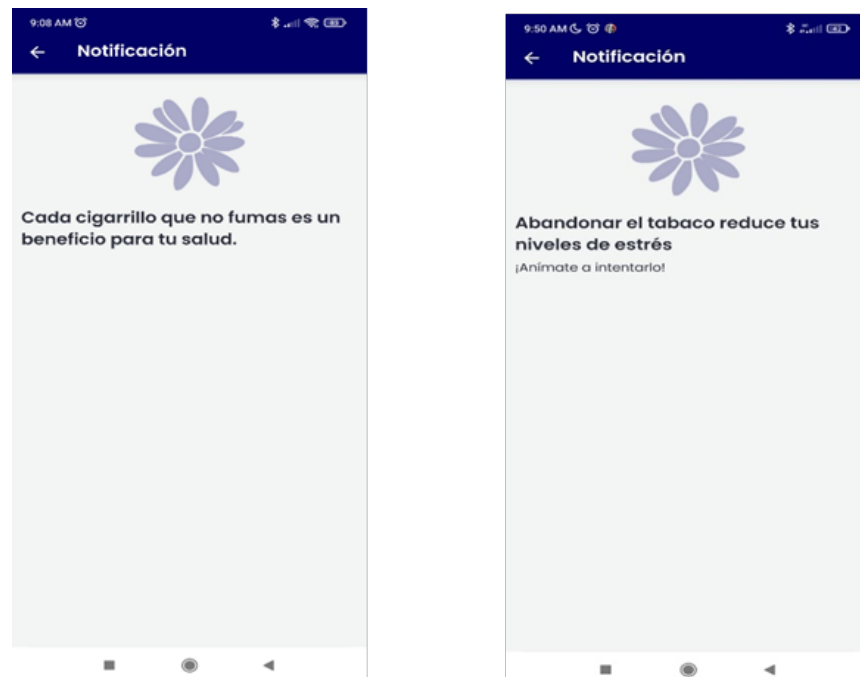 9:08 AM
Notificación
Cada cigarrillo que no fumas es un
beneficio para tu salud.
9:50 AM
Notificación
Abandonar el tabaco reduce tus
niveles de estrés
¡Anímate a intentarlo!